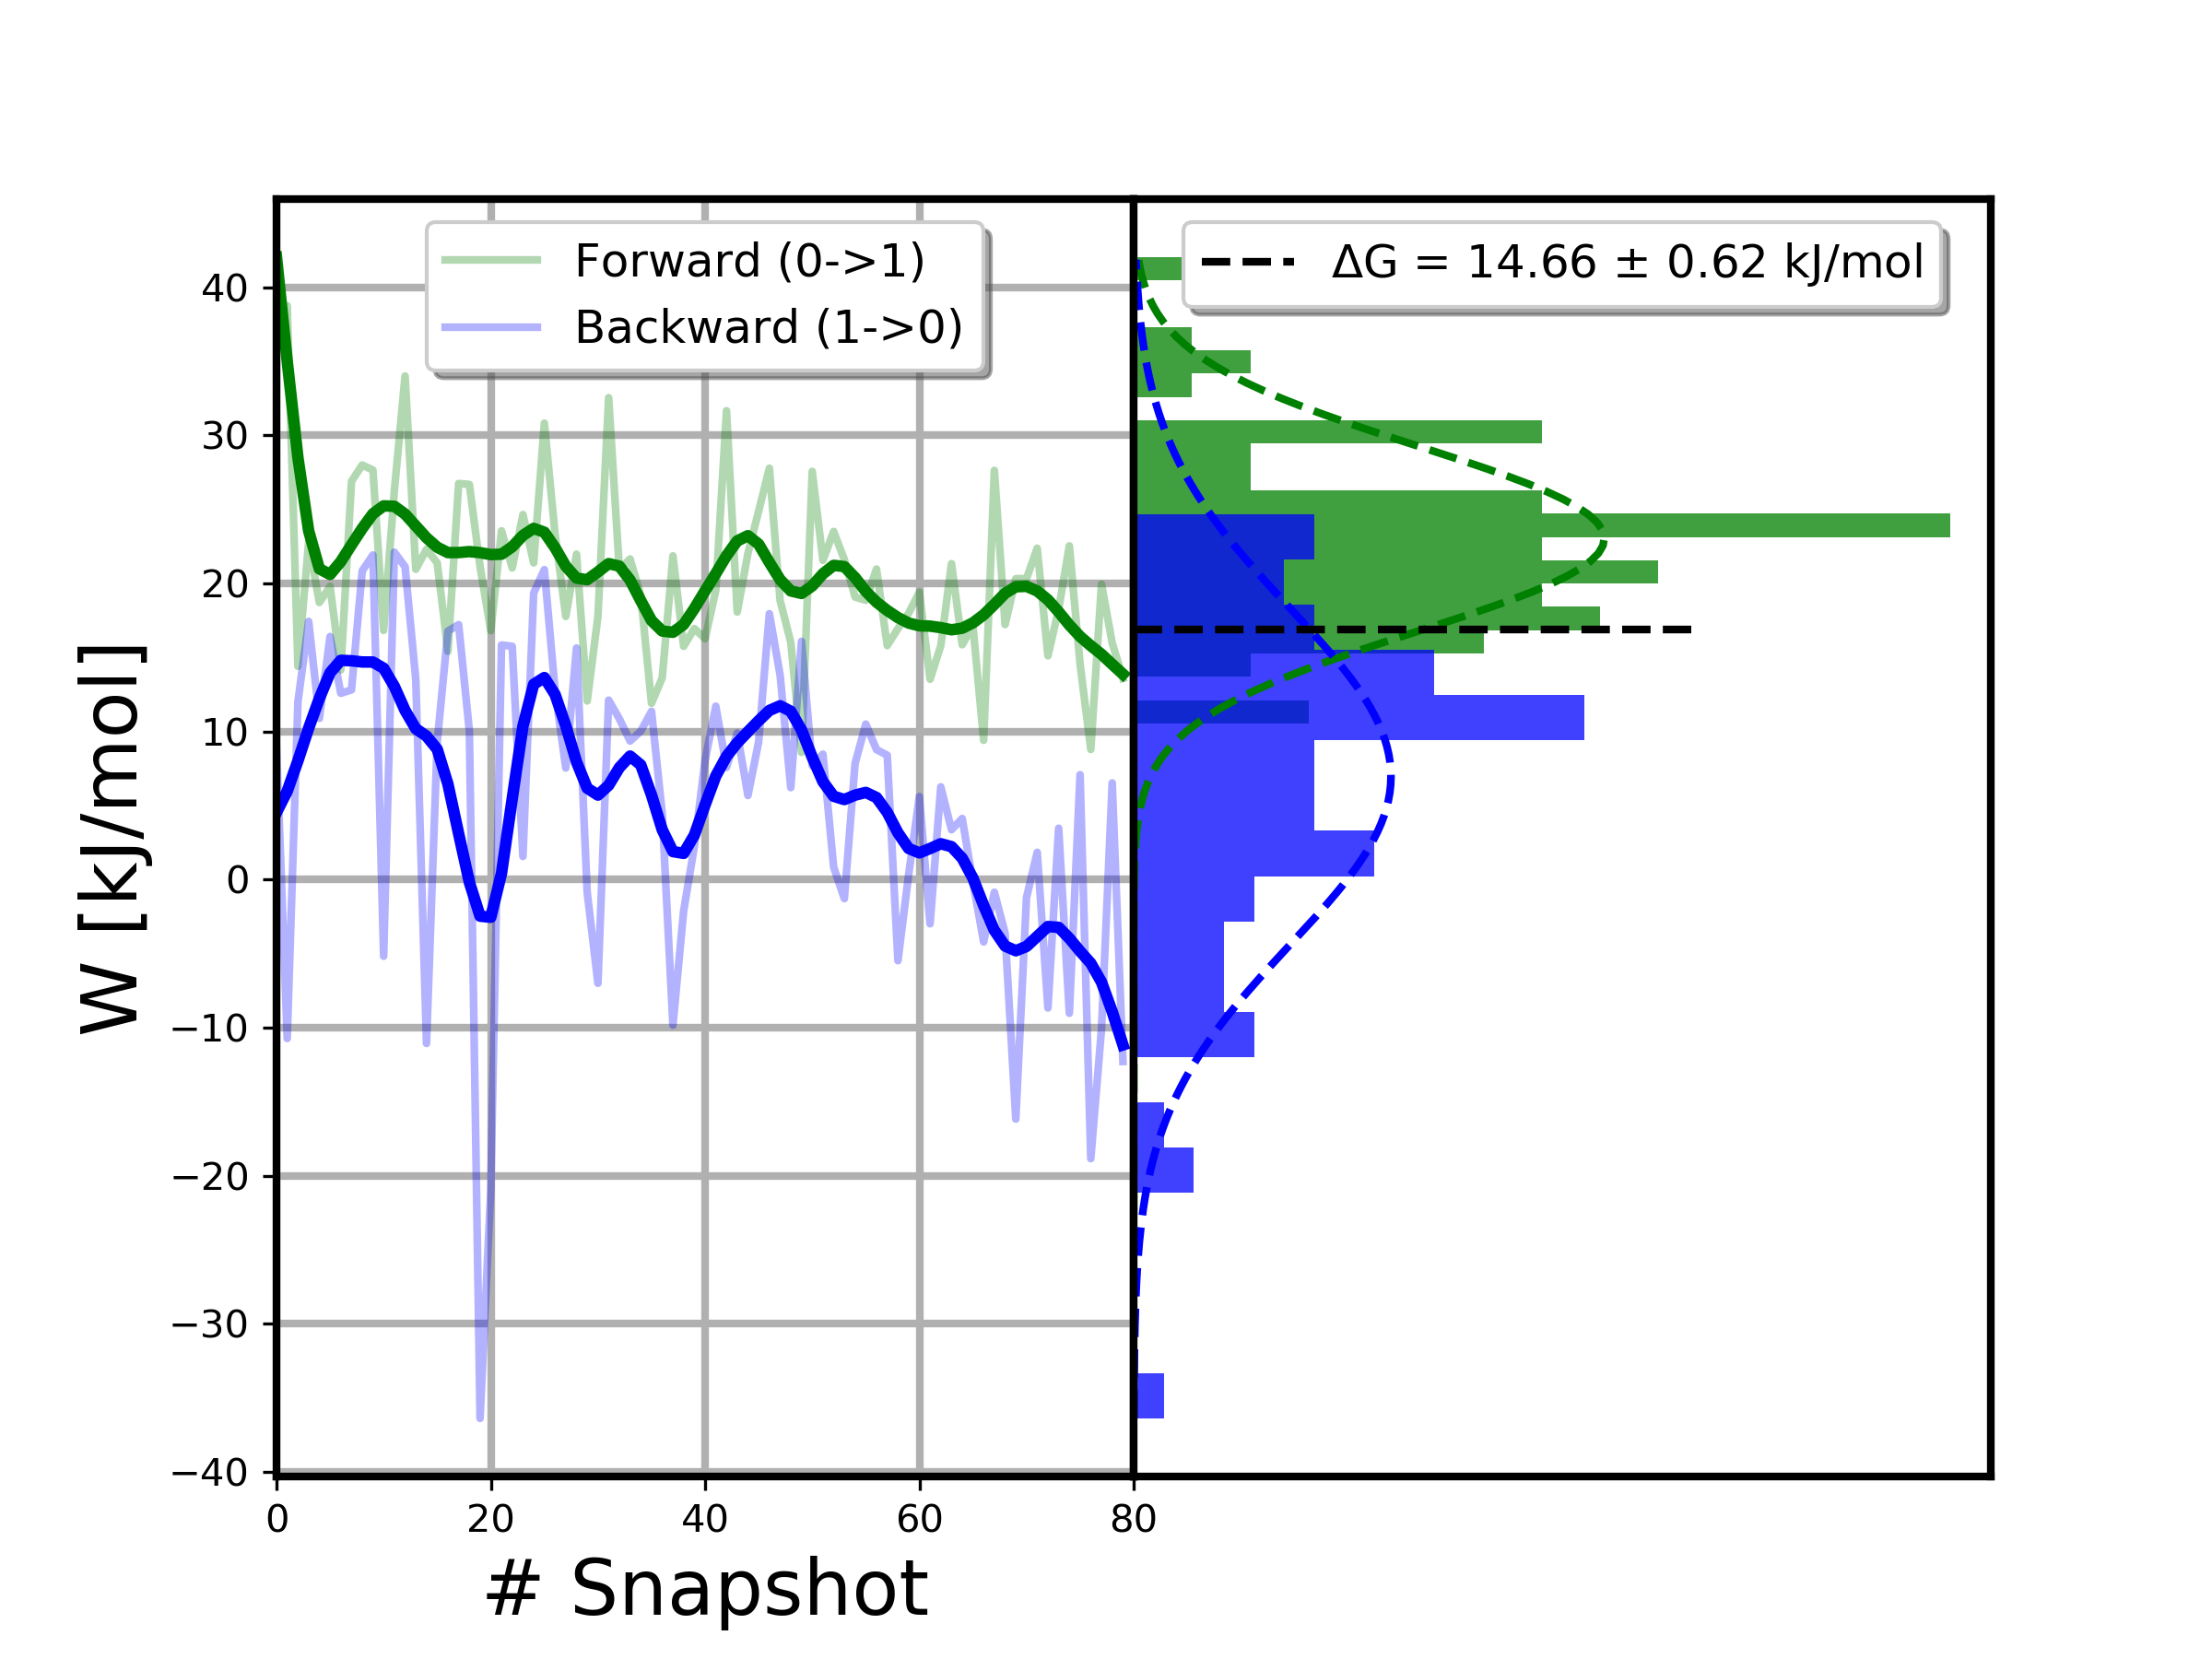 Forward (0->1)
Backward (1->0)
ΔG = 14.66 ± 0.62 kJ/mol
W [kJ/mol]
40
30
20
10
0
−10
−20
−30
−40
0 20 40 60 80
# Snapshot